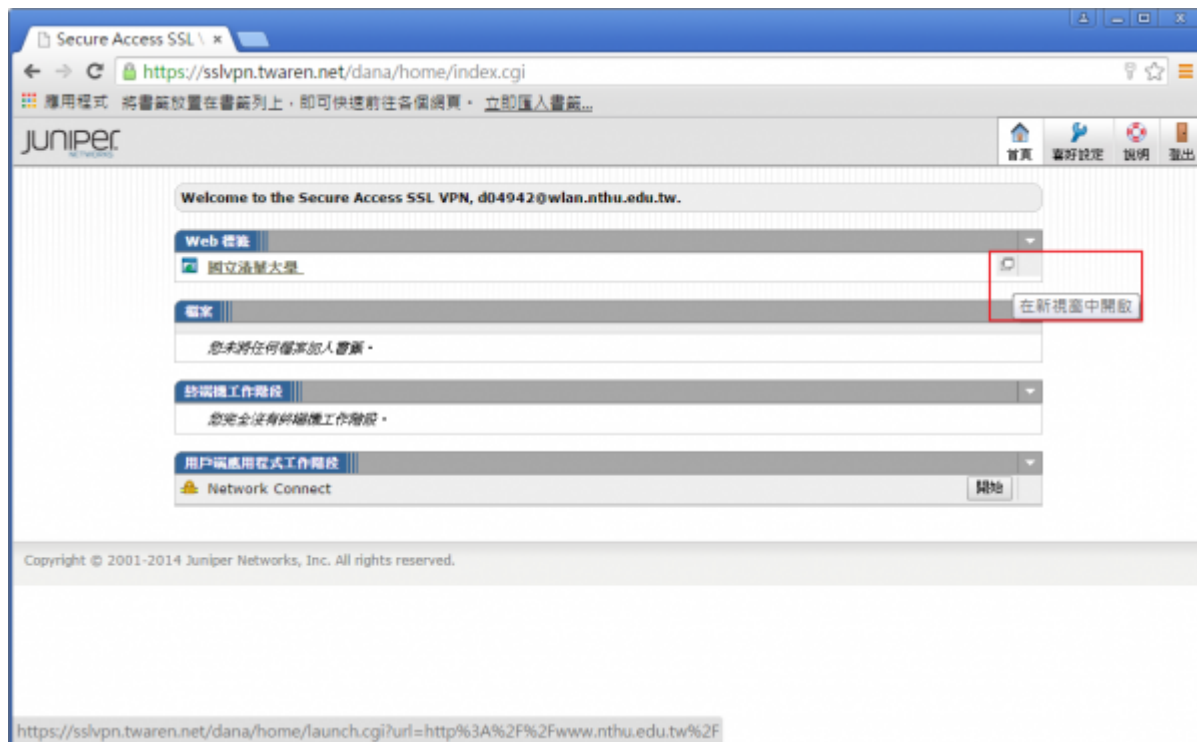 Secure Access SSL \
https://sslvpn.twaren.net/dana/home/index.cgi
應用程式 將書籤放置在書籤列上，即可快速前往各個網頁。 立即匯入書籤...
JUNIPER
NETWORKS
首頁 喜好設定 說明 登出
Welcome to the Secure Access SSL VPN, d04942@wlan.nthu.edu.tw.
Web 標籤
國立清華大學
在新視窗中開啟
檔案
您未將任何檔案加入書籤。
終端機工作階段
您完全沒有終端機工作階段。
用戶端應用程式工作階段
Network Connect 開始
Copyright © 2001-2014 Juniper Networks, Inc. All rights reserved.
https://sslvpn.twaren.net/dana/home/launch.cgi?url=http%3A%2F%2Fwww.nthu.edu.tw%2F